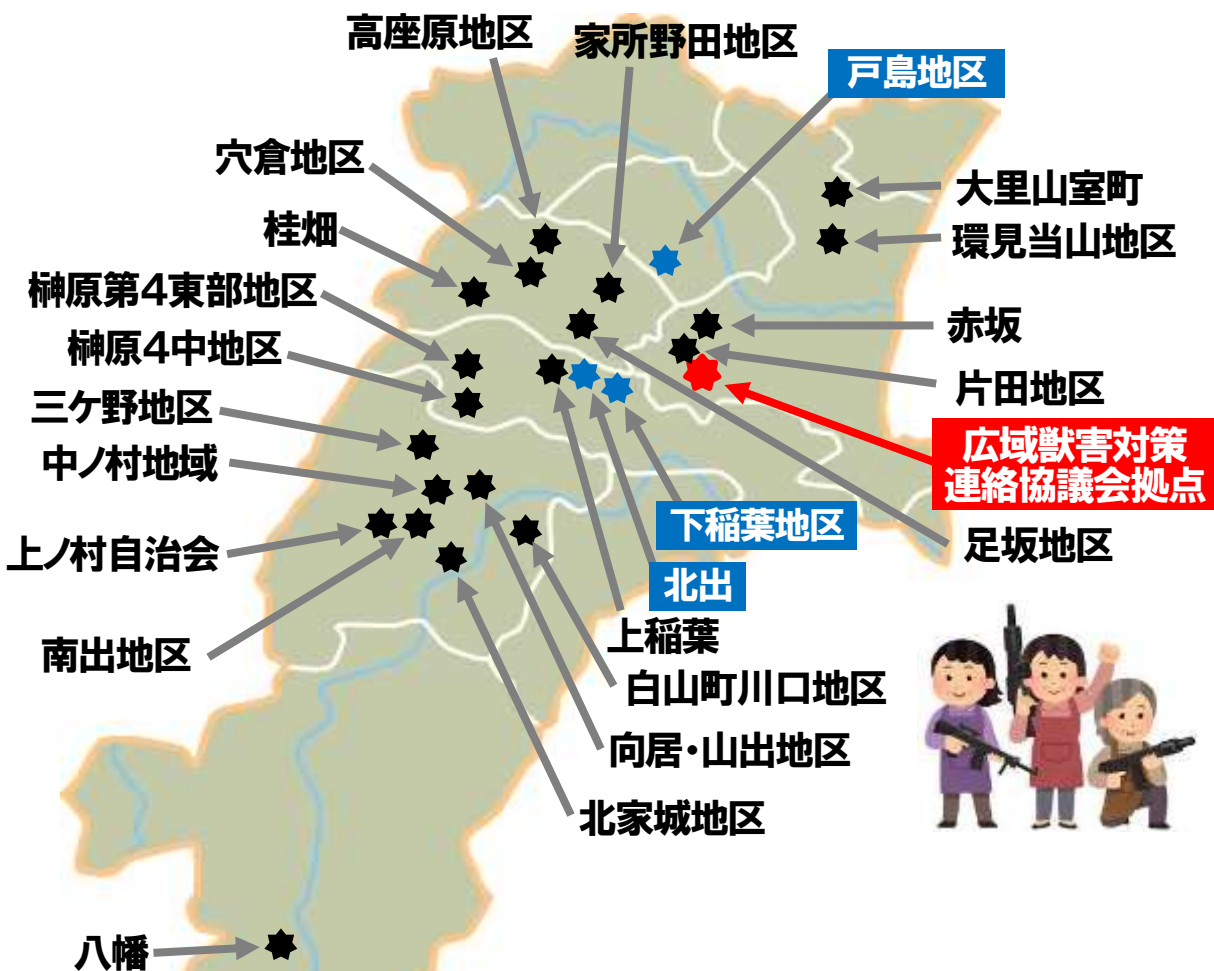 高座原地区
家所野田地区
戸島地区
穴倉地区
大里山室町
桂畑
環見当山地区
榊原第4東部地区
赤坂
榊原4中地区
片田地区
三ケ野地区
広域獣害対策
連絡協議会拠点
中ノ村地域
下稲葉地区
足坂地区
上ノ村自治会
北出
上稲葉
南出地区
白山町川口地区
向居・山出地区
北家城地区
八幡